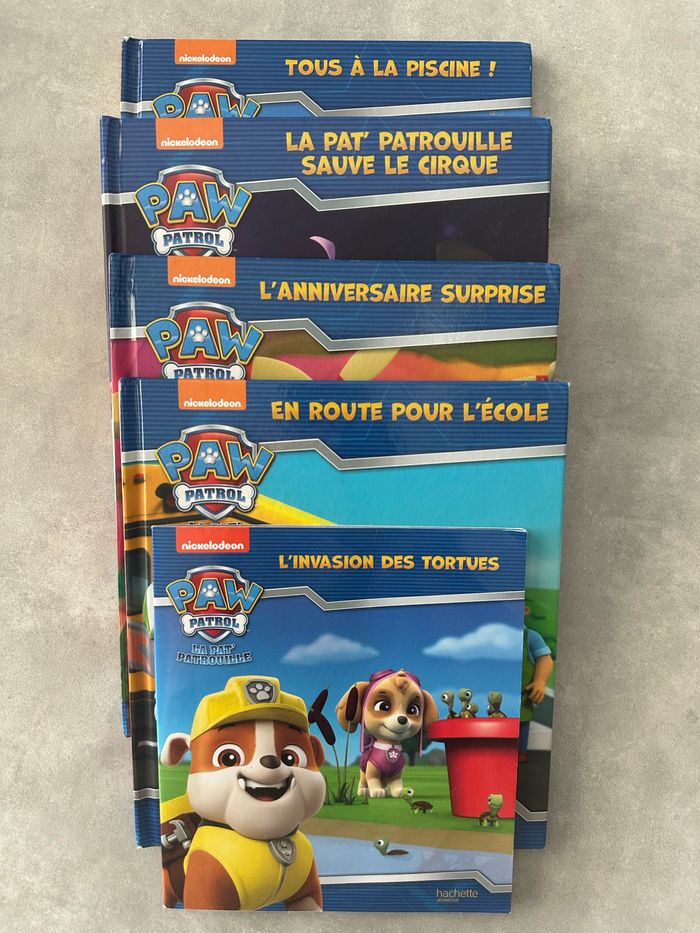 nickelodeon
TOUS À LA PISCINE !
PAW
nickelodeon
LA PAT' PATROUILLE
SAUVE LE CIRQUE
PAW
PATROL
nickelodeon
L'ANNIVERSAIRE SURPRISE
PAW
PATROL
nickelodeon
EN ROUTE POUR L'ÉCOLE
PAW
PATROL
nickelodeon
L'INVASION DES TORTUES
PAW
PATROL
LA PAT'
PATROUILLE
hachette
JEUNESSE